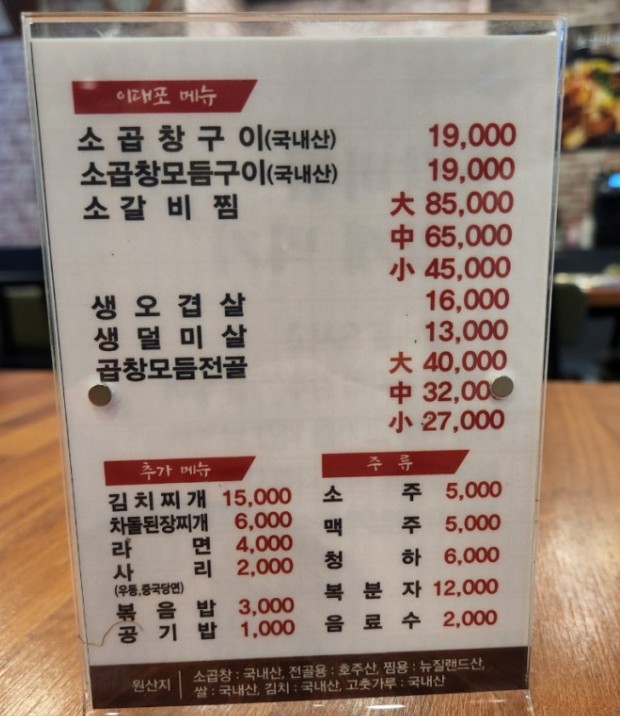 이대포 메뉴
소곱창구이(국내산) 19,000
소곱창모듬구이(국내산) 19,000
소갈비찜 大 85,000
中 65,000
小 45,000
생오겹살 16,000
생덜미살 13,000
곱창모듬전골 大 40,000
中 32,000
小 27,000
추가 메뉴
김치찌개 15,000
차돌된장찌개 6,000
라면 4,000
사리 2,000
(우동,중국당면)
볶음밥 3,000
공기밥 1,000
주류
소주 5,000
맥주 5,000
청하 6,000
복분자 12,000
음료수 2,000
원산지
소곱창 : 국내산, 전골용 : 호주산, 찜용 : 뉴질랜드산,
쌀 : 국내산, 김치 : 국내산, 고춧가루 : 국내산